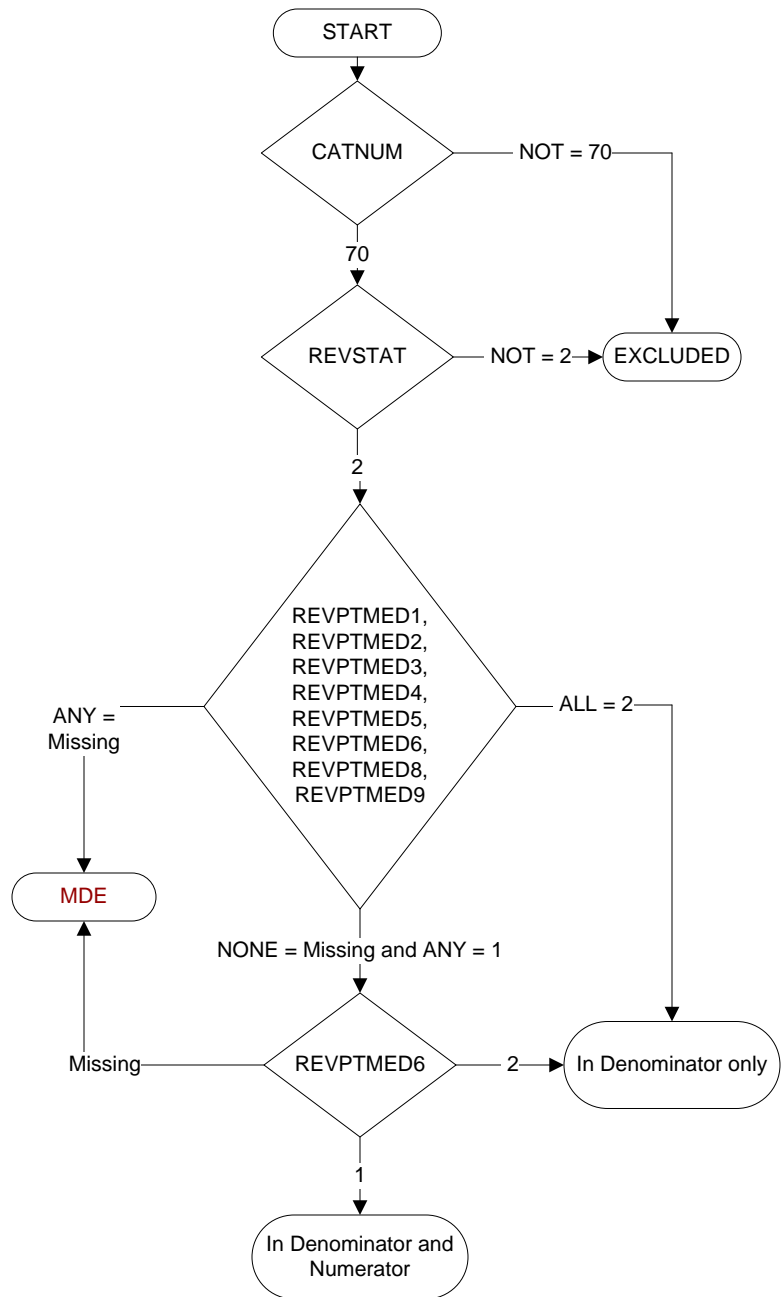 START
CATNUM
NOT = 70
70
REVSTAT
NOT = 2
EXCLUDED
2
REVPTMED1,
REVPTMED2,
REVPTMED3,
REVPTMED4,
REVPTMED5,
REVPTMED6,
REVPTMED8,
REVPTMED9
ANY =
Missing
ALL = 2
MDE
NONE = Missing and ANY = 1
Missing
REVPTMED6
2
In Denominator only
1
In Denominator and
Numerator